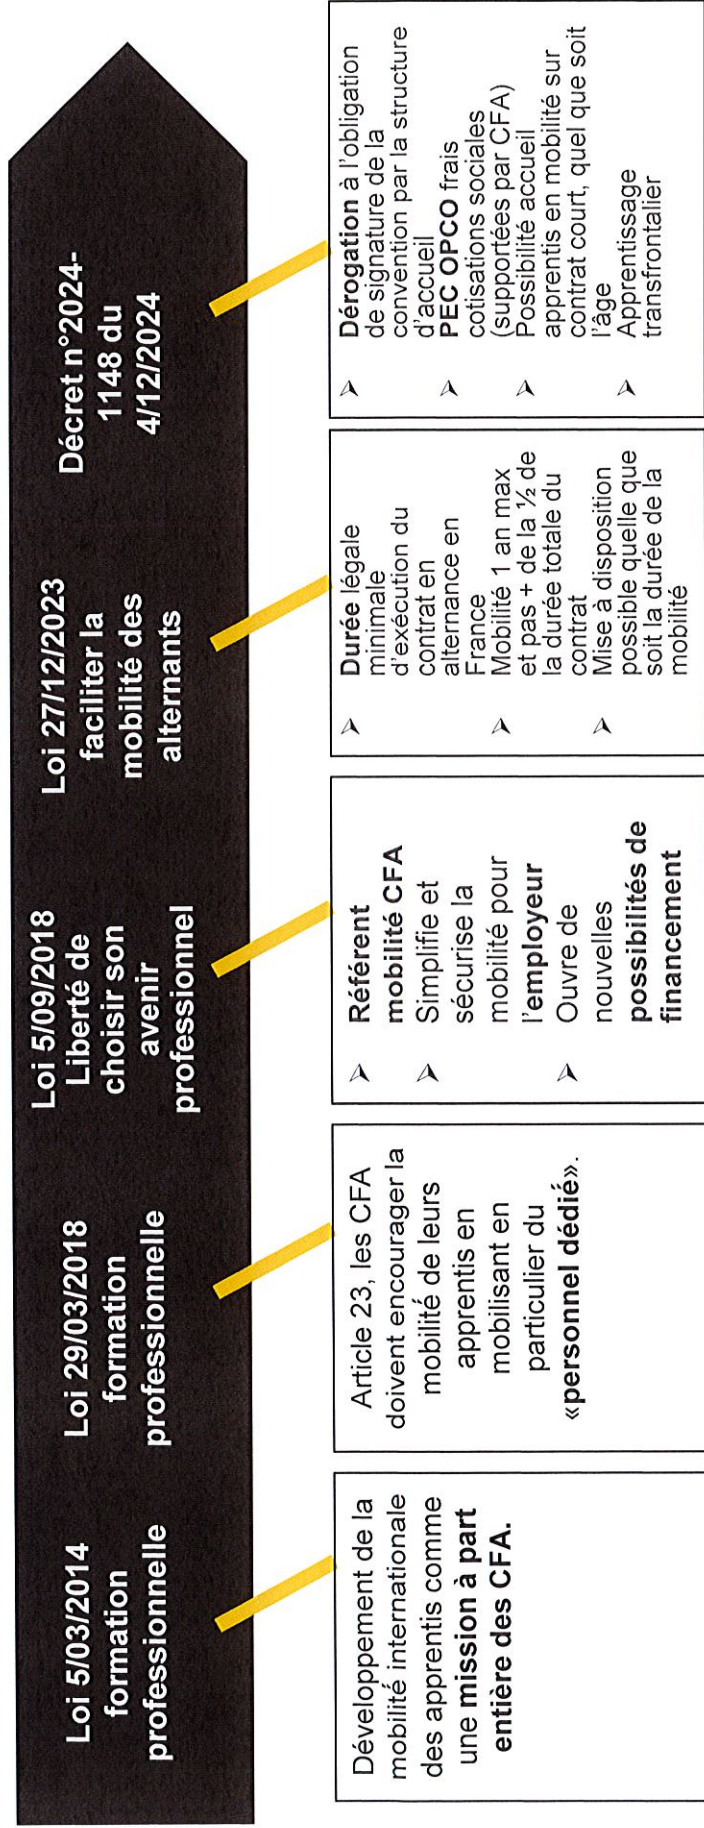 Loi 5/03/2014
formation
professionnelle
Loi 29/03/2018
formation
professionnelle
Loi 5/09/2018
Liberté de
choisir son
avenir
professionnel
Loi 27/12/2023
faciliter la
mobilité des
alternants
Décret n°2024-
1148 du
4/12/2024
Développement de la
mobilité internationale
des apprentis comme
une mission à part
entière des CFA.
Article 23, les CFA
doivent encourager la
mobilité de leurs
apprentis en
mobilisant en
particulier du
«personnel dédié».
➢ Référent
mobilité CFA
➢ Simplifie et
sécurise la
mobilité pour
l'employeur
➢ Ouvre de
nouvelles
possibilités de
financement
➢ Durée légale
minimale
d'exécution du
contrat en
alternance en
France
➢ Mobilité 1 an max
et pas + de la ½ de
la durée totale du
contrat
➢ Mise à disposition
possible quelle que
soit la durée de la
mobilité
➢ Dérogation à l'obligation
de signature de la
convention par la structure
d'accueil
➢ PEC OPCO frais
cotisations sociales
(supportées par CFA)
➢ Possibilité accueil
apprentis en mobilité sur
contrat court, quel que soit
l'âge
➢ Apprentissage
transfrontalier